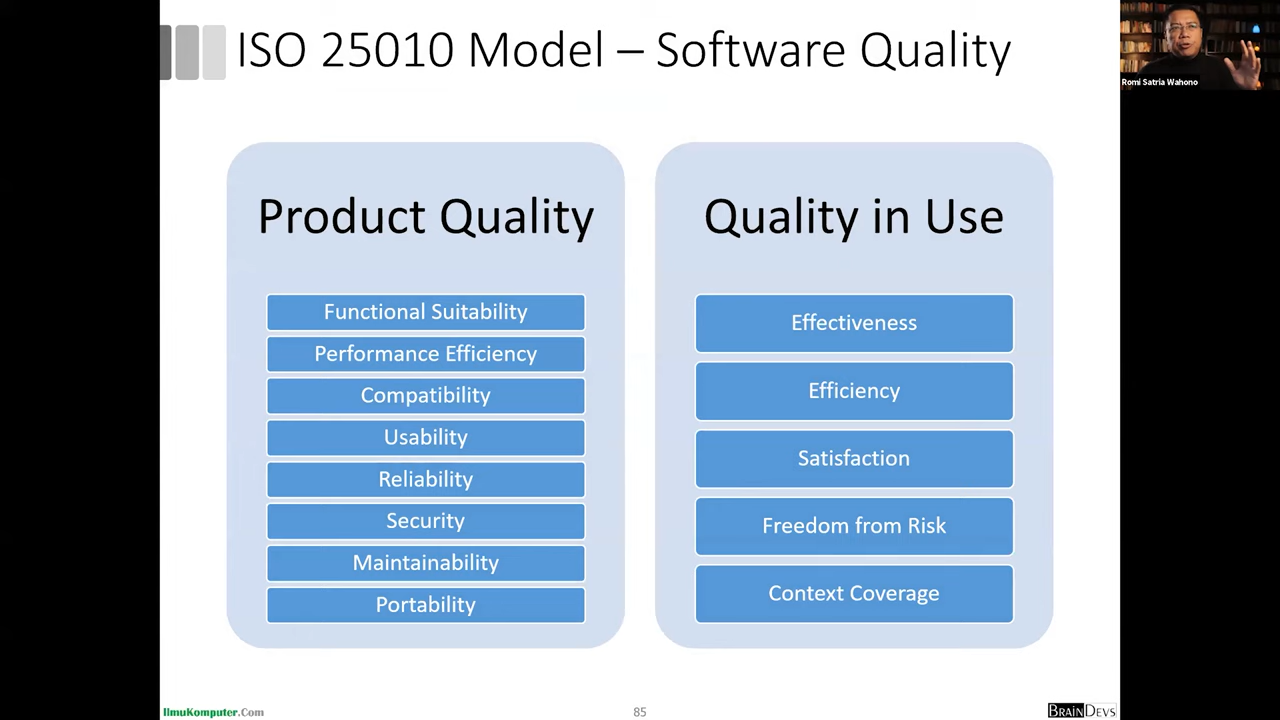 ISO 25010 Model – Software Quality
Romi Satria Wahono
Product Quality
Functional Suitability
Performance Efficiency
Compatibility
Usability
Reliability
Security
Maintainability
Portability
Quality in Use
Effectiveness
Efficiency
Satisfaction
Freedom from Risk
Context Coverage
IlmuKomputer.Com
85
BRAINDEVS